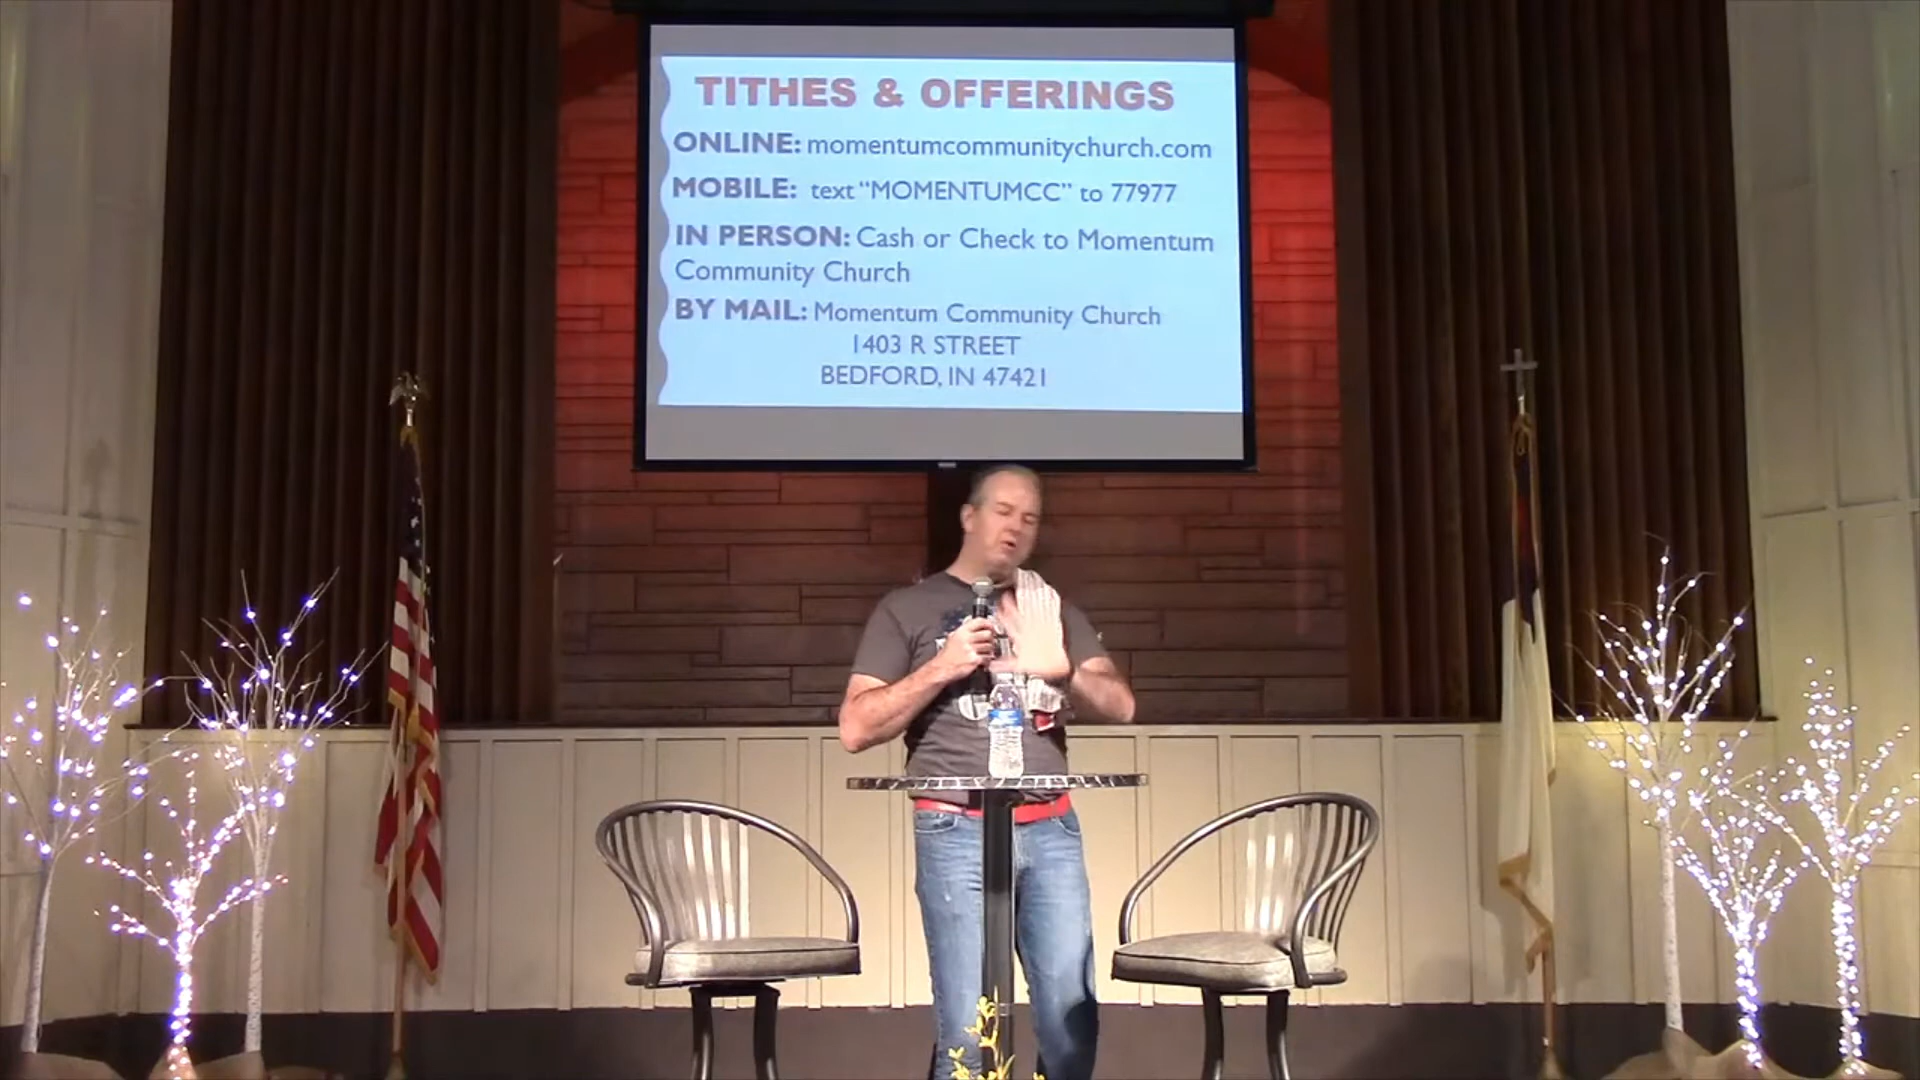 TITHES & OFFERINGS
ONLINE: momentumcommunitychurch.com
MOBILE: text “MOMENTUMCC” to 77977
IN PERSON: Cash or Check to Momentum
Community Church
BY MAIL: Momentum Community Church
1403 R STREET
BEDFORD, IN 47421